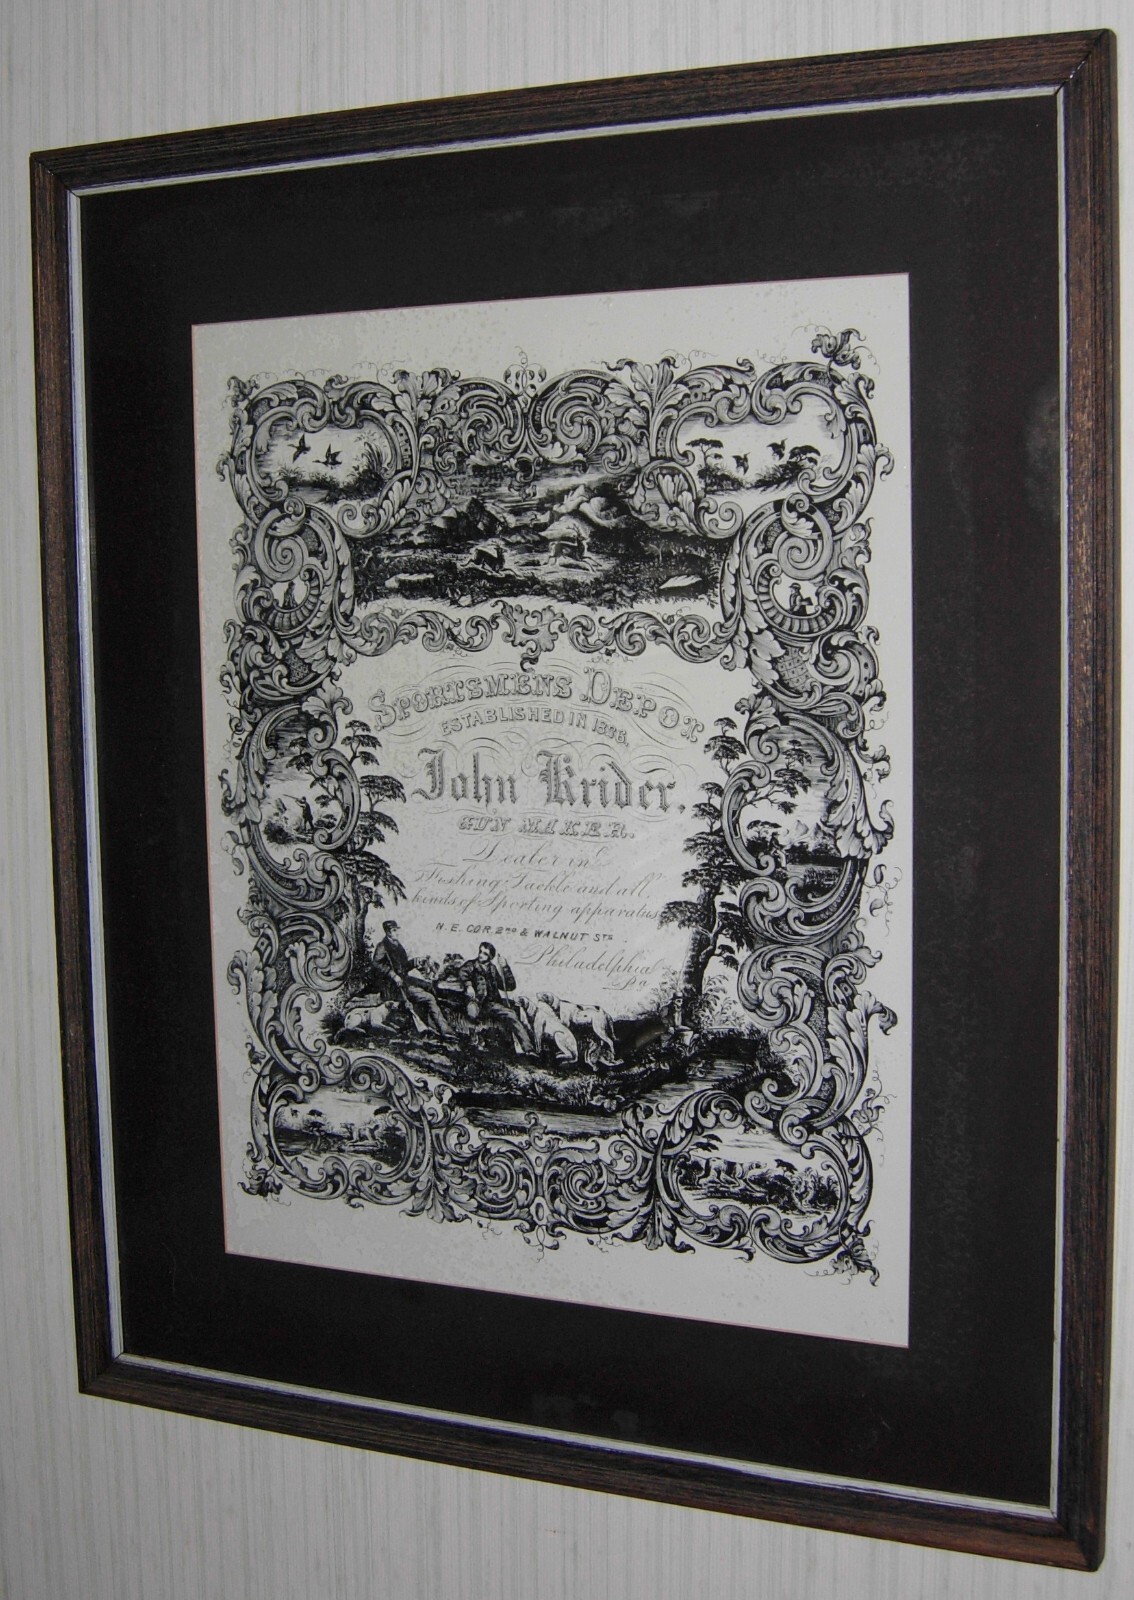 SPORTSMENS DEPOT.
ESTABLISHED IN 1836.
John Krider.
GUN MAKER.
Dealer in
Fishing Tackle and all
kinds of Sporting apparatus
N.E. COR. 2ND & WALNUT STS
Philadelphia
Pa